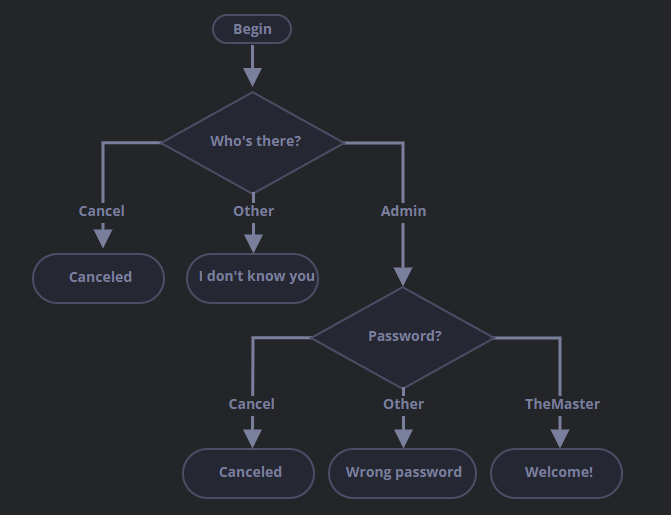 Begin
Who's there?
Cancel
Other
Admin
Canceled
I don't know you
Password?
Cancel
Other
TheMaster
Canceled
Wrong password
Welcome!